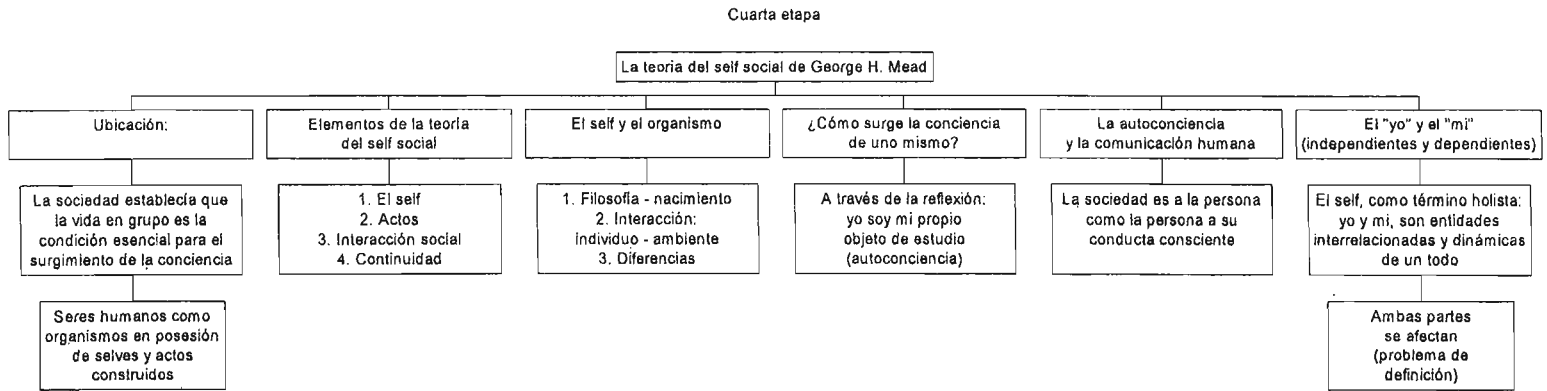 Cuarta etapa
La teoría del self social de George H. Mead
Ubicación:
La sociedad establecía que
la vida en grupo es la
condición esencial para el
surgimiento de la conciencia
Seres humanos como
organismos en posesión
de selves y actos
construidos
Elementos de la teoría
del self social
1. El self
2. Actos
3. Interacción social
4. Continuidad
El self y el organismo
1. Filosofía - nacimiento
2. Interacción:
individuo - ambiente
3. Diferencias
¿Cómo surge la conciencia
de uno mismo?
A través de la reflexión:
yo soy mi propio
objeto de estudio
(autoconciencia)
La autoconciencia
y la comunicación humana
La sociedad es a la persona
como la persona a su
conducta consciente
El "yo" y el "mi"
(independientes y dependientes)
El self, como término holista:
yo y mi, son entidades
interrelacionadas y dinámicas
de un todo
Ambas partes
se afectan
(problema de
definición)